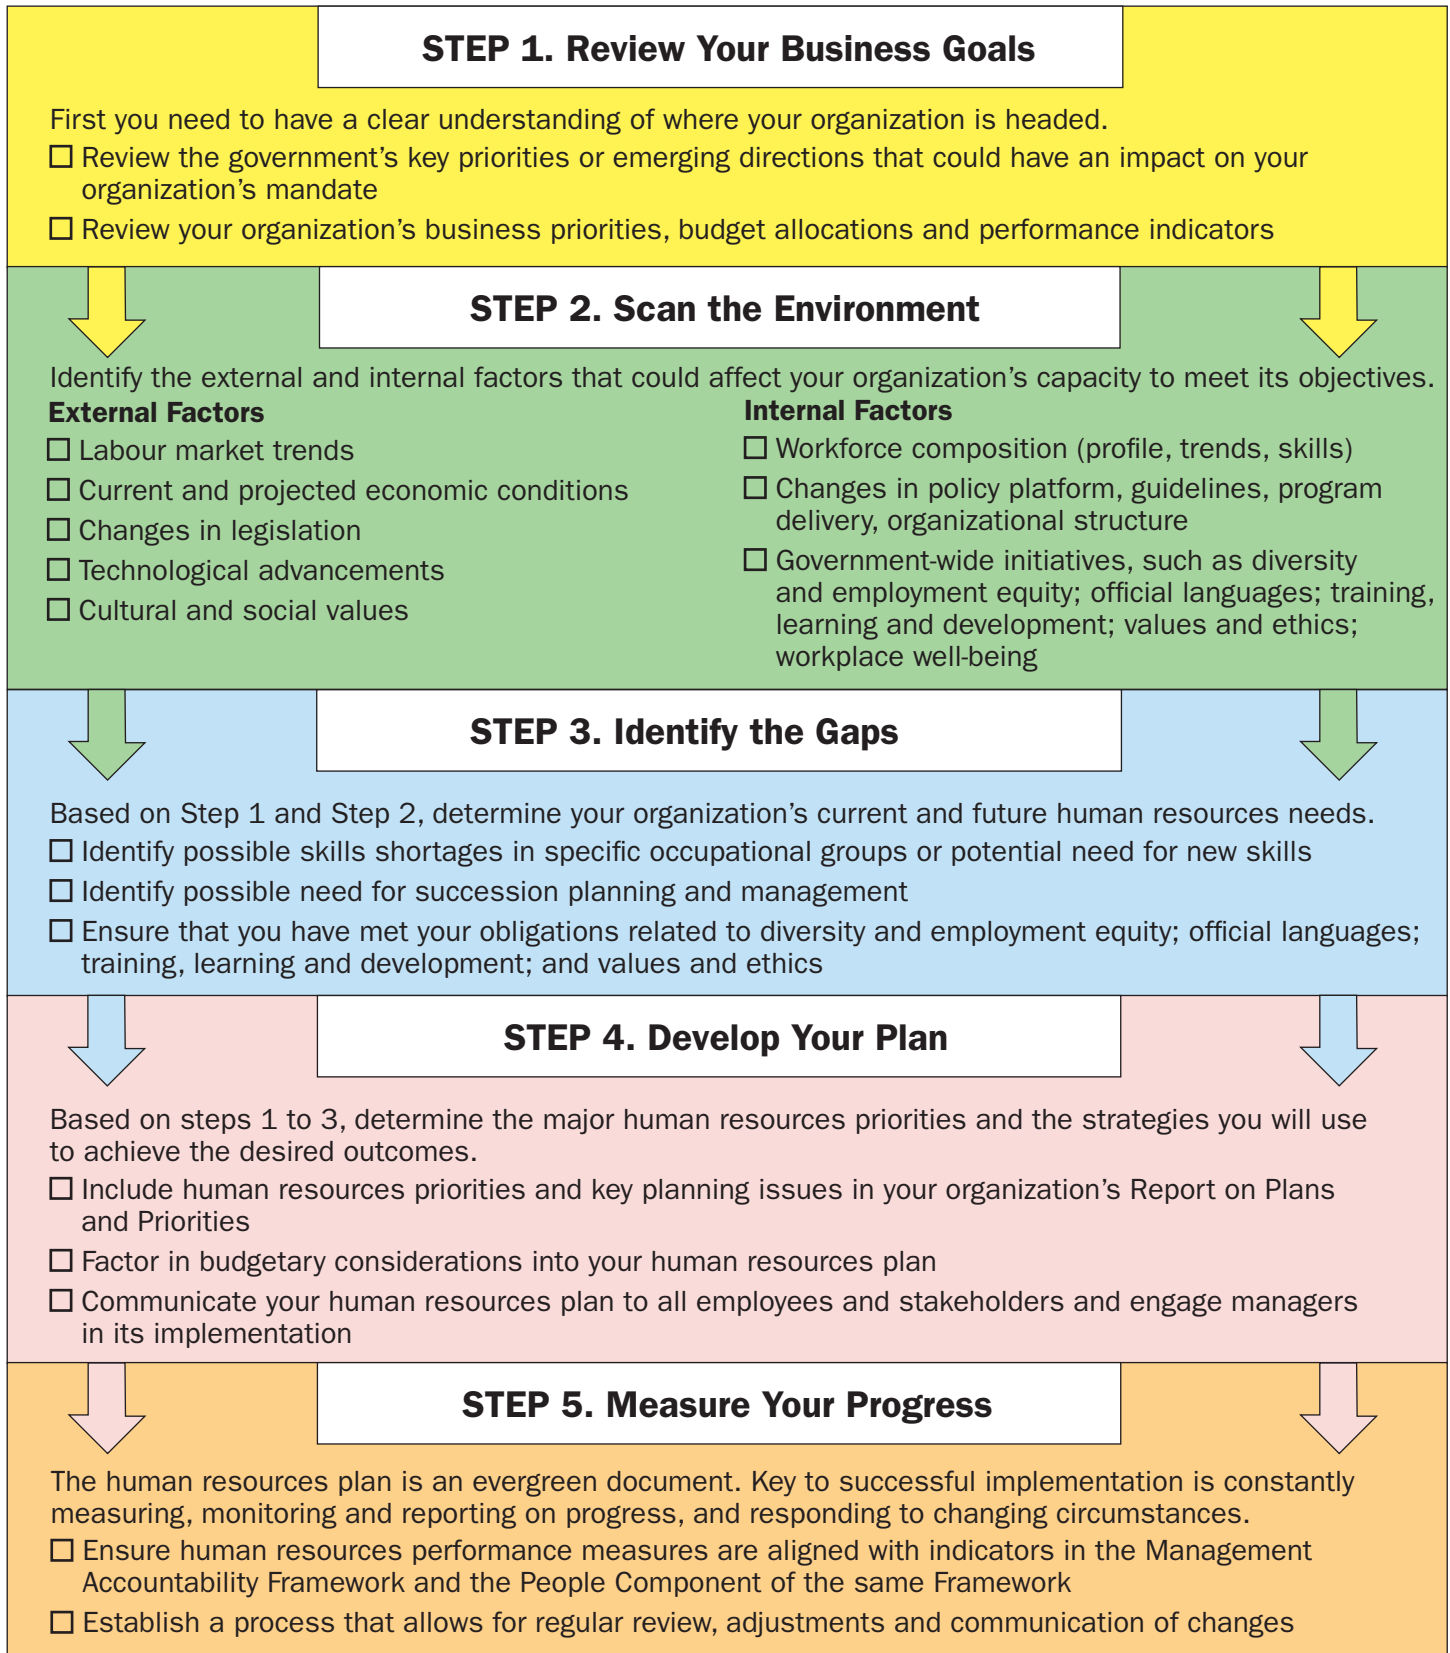 STEP 1. Review Your Business Goals
First you need to have a clear understanding of where your organization is headed.
☐ Review the government’s key priorities or emerging directions that could have an impact on your
organization’s mandate
☐ Review your organization’s business priorities, budget allocations and performance indicators
STEP 2. Scan the Environment
Identify the external and internal factors that could affect your organization’s capacity to meet its objectives.
External Factors
☐ Labour market trends
☐ Current and projected economic conditions
☐ Changes in legislation
☐ Technological advancements
☐ Cultural and social values
Internal Factors
☐ Workforce composition (profile, trends, skills)
☐ Changes in policy platform, guidelines, program
delivery, organizational structure
☐ Government-wide initiatives, such as diversity
and employment equity; official languages; training,
learning and development; values and ethics;
workplace well-being
STEP 3. Identify the Gaps
Based on Step 1 and Step 2, determine your organization’s current and future human resources needs.
☐ Identify possible skills shortages in specific occupational groups or potential need for new skills
☐ Identify possible need for succession planning and management
☐ Ensure that you have met your obligations related to diversity and employment equity; official languages;
training, learning and development; and values and ethics
STEP 4. Develop Your Plan
Based on steps 1 to 3, determine the major human resources priorities and the strategies you will use
to achieve the desired outcomes.
☐ Include human resources priorities and key planning issues in your organization’s Report on Plans
and Priorities
☐ Factor in budgetary considerations into your human resources plan
☐ Communicate your human resources plan to all employees and stakeholders and engage managers
in its implementation
STEP 5. Measure Your Progress
The human resources plan is an evergreen document. Key to successful implementation is constantly
measuring, monitoring and reporting on progress, and responding to changing circumstances.
☐ Ensure human resources performance measures are aligned with indicators in the Management
Accountability Framework and the People Component of the same Framework
☐ Establish a process that allows for regular review, adjustments and communication of changes